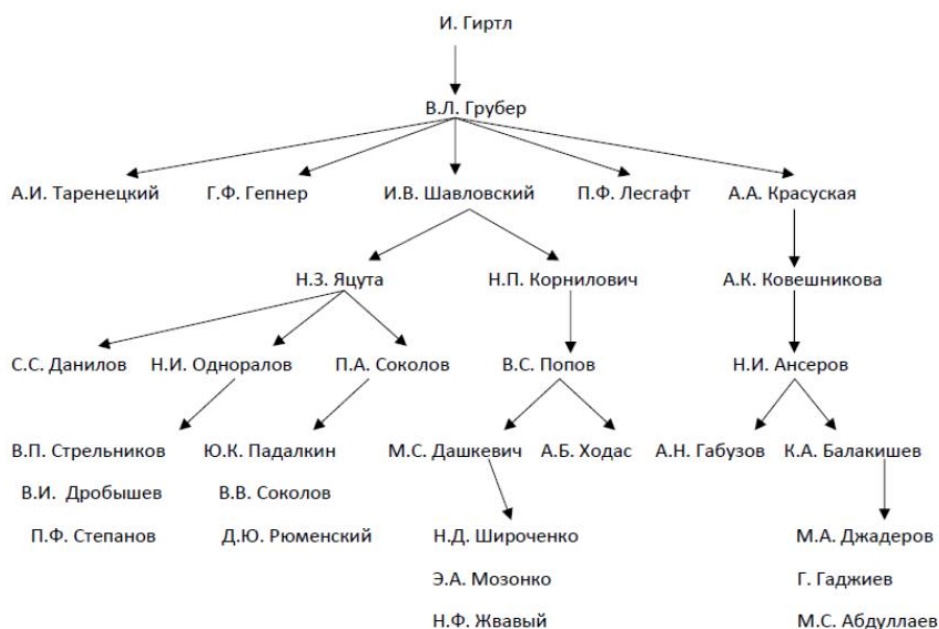 И. Гиртл
В.Л. Грубер
А.И. Таренецкий Г.Ф. Гепнер И.В. Шавловский П.Ф. Лесгафт А.А. Красуская
Н.З. Яцута Н.П. Корнилович А.К. Ковешникова
С.С. Данилов Н.И. Одноралов П.А. Соколов В.С. Попов Н.И. Ансеров
В.П. Стрельников Ю.К. Падалкин М.С. Дашкевич А.Б. Ходас А.Н. Габузов К.А. Балакишев
В.И. Дробышев В.В. Соколов
П.Ф. Степанов Д.Ю. Рюменский Н.Д. Широченко М.А. Джадеров
Э.А. Мозонко Г. Гаджиев
Н.Ф. Жвавый М.С. Абдуллаев